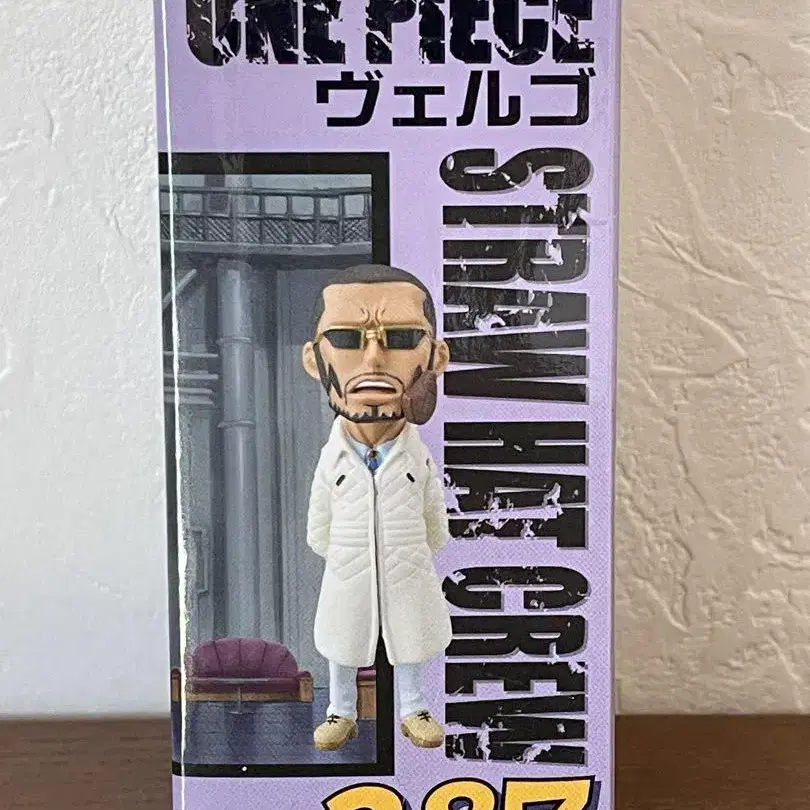 ONE PIECE
ヴェルゴ
STRAW HAT CREW